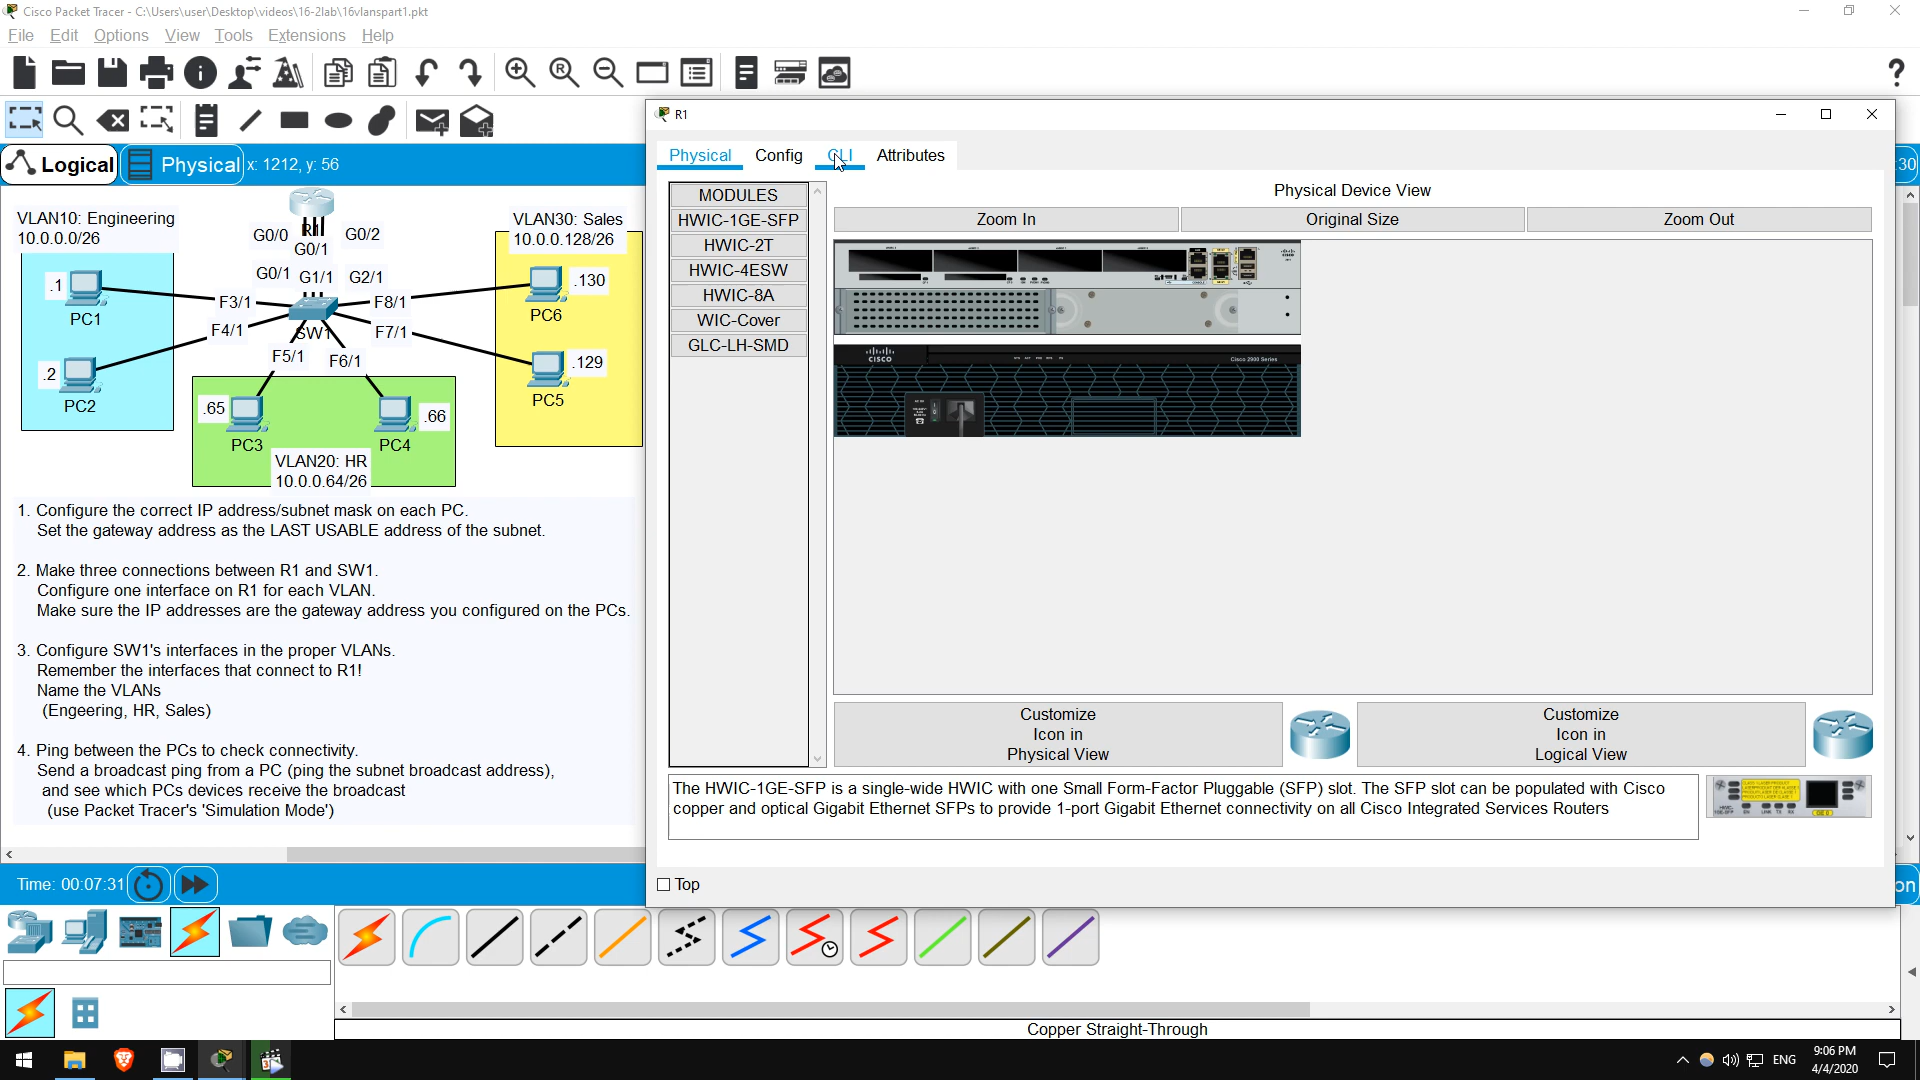 Cisco Packet Tracer - C:\Users\user\Desktop\videos\16-2lab\16vlanspart1.pkt
File Edit Options View Tools Extensions Help
Logical
Physical x: 1212, y: 56
VLAN10: Engineering
10.0.0.0/26
.1
PC1
.2
PC2
R1
G0/0
G0/1
G0/2
G0/1 G1/1 G2/1
F3/1
F8/1
F4/1
SW1
F7/1
F5/1
F6/1
VLAN30: Sales
10.0.0.128/26
.130
PC6
.129
PC5
.65
PC3
.66
PC4
VLAN20: HR
10.0.0.64/26
1. Configure the correct IP address/subnet mask on each PC.
Set the gateway address as the LAST USABLE address of the subnet.
2. Make three connections between R1 and SW1.
Configure one interface on R1 for each VLAN.
Make sure the IP addresses are the gateway address you configured on the PCs.
3. Configure SW1's interfaces in the proper VLANs.
Remember the interfaces that connect to R1!
Name the VLANs
(Engeering, HR, Sales)
4. Ping between the PCs to check connectivity.
Send a broadcast ping from a PC (ping the subnet broadcast address),
and see which PCs devices receive the broadcast
(use Packet Tracer's 'Simulation Mode')
Time: 00:07:31
R1
Physical Config CLI Attributes
MODULES
HWIC-1GE-SFP
HWIC-2T
HWIC-4ESW
HWIC-8A
WIC-Cover
GLC-LH-SMD
Physical Device View
Zoom In
Original Size
Zoom Out
CISCO
Cisco 2900 Series
Customize
Icon in
Physical View
Customize
Icon in
Logical View
The HWIC-1GE-SFP is a single-wide HWIC with one Small Form-Factor Pluggable (SFP) slot. The SFP slot can be populated with Cisco
copper and optical Gigabit Ethernet SFPs to provide 1-port Gigabit Ethernet connectivity on all Cisco Integrated Services Routers
Top
:30
on
Copper Straight-Through
ENG
9:06 PM
4/4/2020